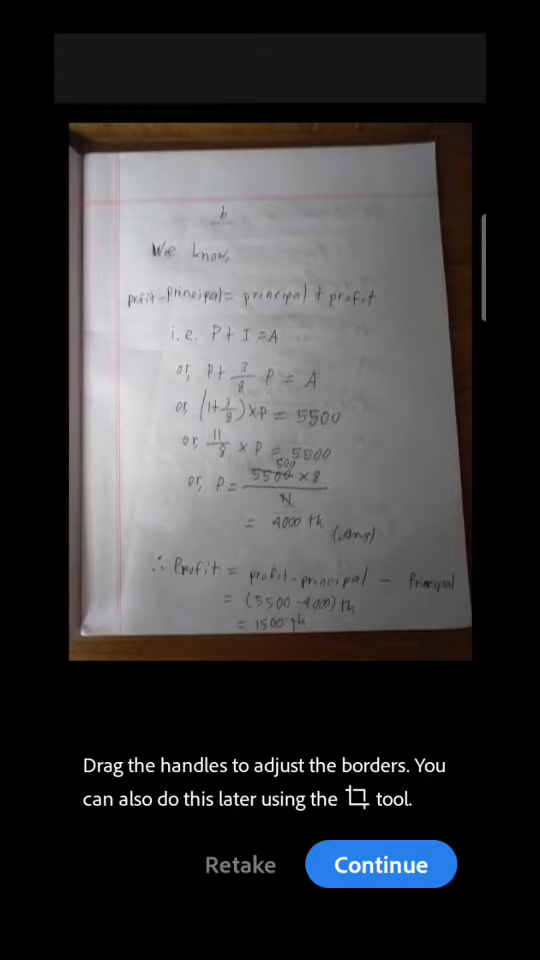 b
We know,
profit-principal = principal + profit
i.e. P + I = A
or, P + 3/8 P = A
or, (1+3/8)×P = 5500
or, 11/8 × P = 5500
or, P = 5500 500 × 8 / 11
= 4000 tk (Ans)
∴ Profit = profit-principal - Principal
= (5500-4000) tk
= 1500 tk
Drag the handles to adjust the borders. You
can also do this later using the tool.
Retake Continue